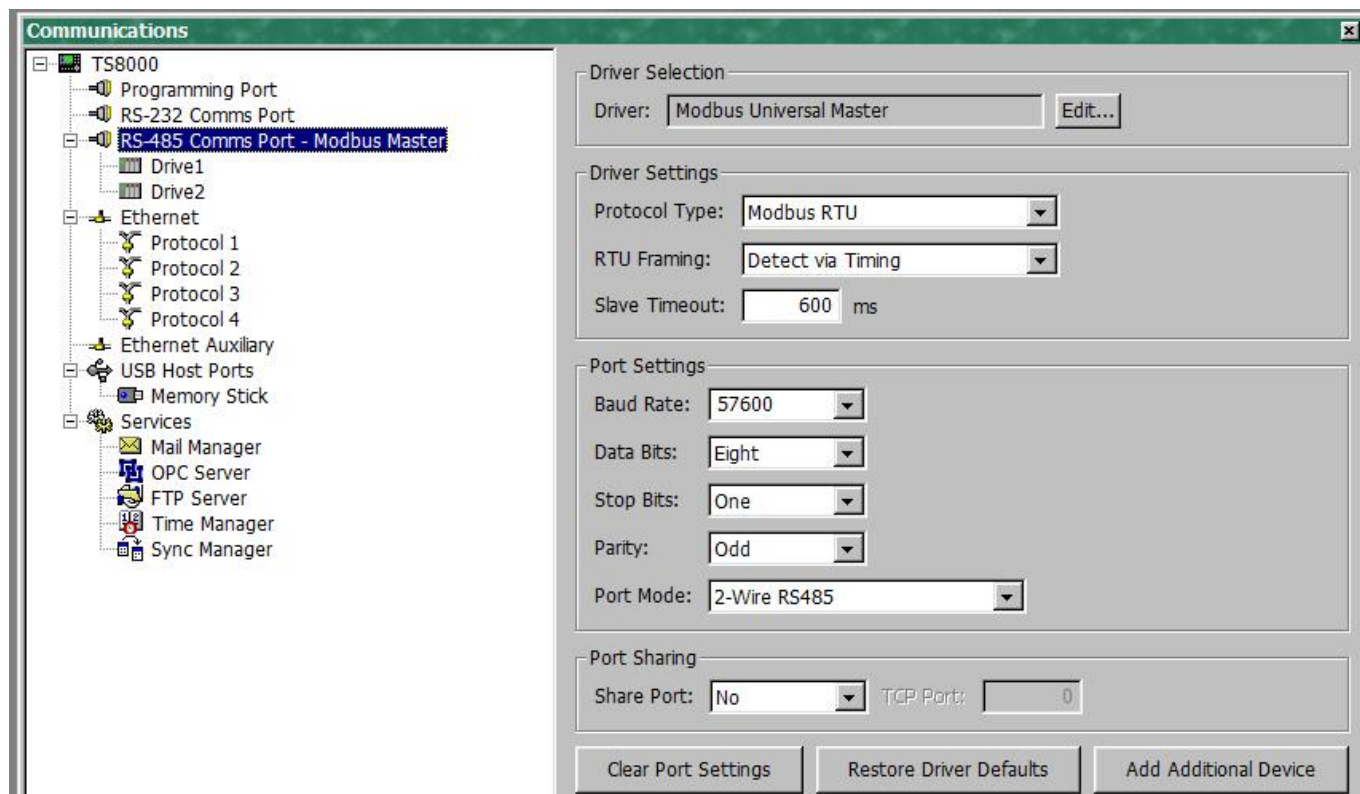 Communications
TS8000
Programming Port
RS-232 Comms Port
RS-485 Comms Port - Modbus Master
Drive1
Drive2
Ethernet
Protocol 1
Protocol 2
Protocol 3
Protocol 4
Ethernet Auxiliary
USB Host Ports
Memory Stick
Services
Mail Manager
OPC Server
FTP Server
Time Manager
Sync Manager
Driver Selection
Driver: Modbus Universal Master Edit...
Driver Settings
Protocol Type: Modbus RTU
RTU Framing: Detect via Timing
Slave Timeout: 600 ms
Port Settings
Baud Rate: 57600
Data Bits: Eight
Stop Bits: One
Parity: Odd
Port Mode: 2-Wire RS485
Port Sharing
Share Port: No TCP Port: 0
Clear Port Settings Restore Driver Defaults Add Additional Device